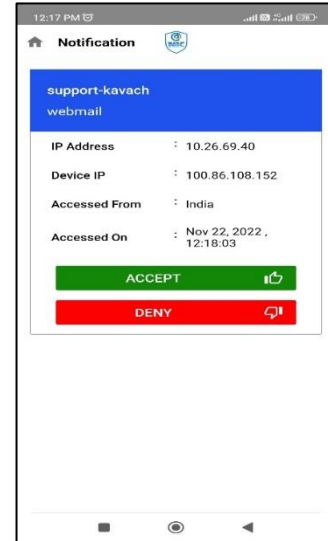 12:17 PM
Notification
support-kavach
webmail
IP Address : 10.26.69.40
Device IP : 100.86.108.152
Accessed From : India
Accessed On : Nov 22, 2022 ,
12:18:03
ACCEPT
DENY